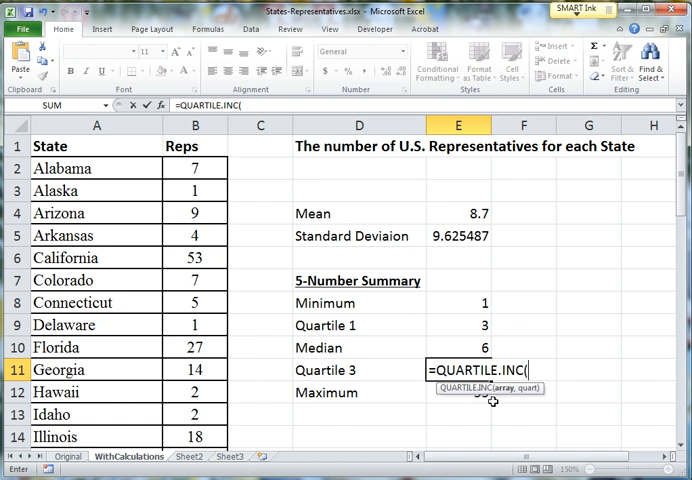 SMART Ink
States-Representatives.xlsx - Microsoft Excel
File Home Insert Page Layout Formulas Data Review View Add-Ins Acrobat
Paste
11 A A
General
Conditional Formatting Format as Table Cell Styles
Insert
Delete
Format
Sort & Filter Find & Select
Clipboard Font Alignment Number Styles Cells Editing
SUM fx =QUARTILE.INC(
A B C D E F G H
1 State Reps The number of U.S. Representatives for each State
2 Alabama 7
3 Alaska 1
4 Arizona 9 Mean 8.7
5 Arkansas 4 Standard Deviaion 9.625487
6 California 53
7 Colorado 7 5-Number Summary
8 Connecticut 5 Minimum 1
9 Delaware 1 Quartile 1 3
10 Florida 27 Median 6
11 Georgia 14 Quartile 3 =QUARTILE.INC(
QUARTILE.INC(array, quart)
12 Hawaii 2 Maximum
13 Idaho 2
14 Illinois 18
Original WithCalculations Sheet2 Sheet3
Enter 150%